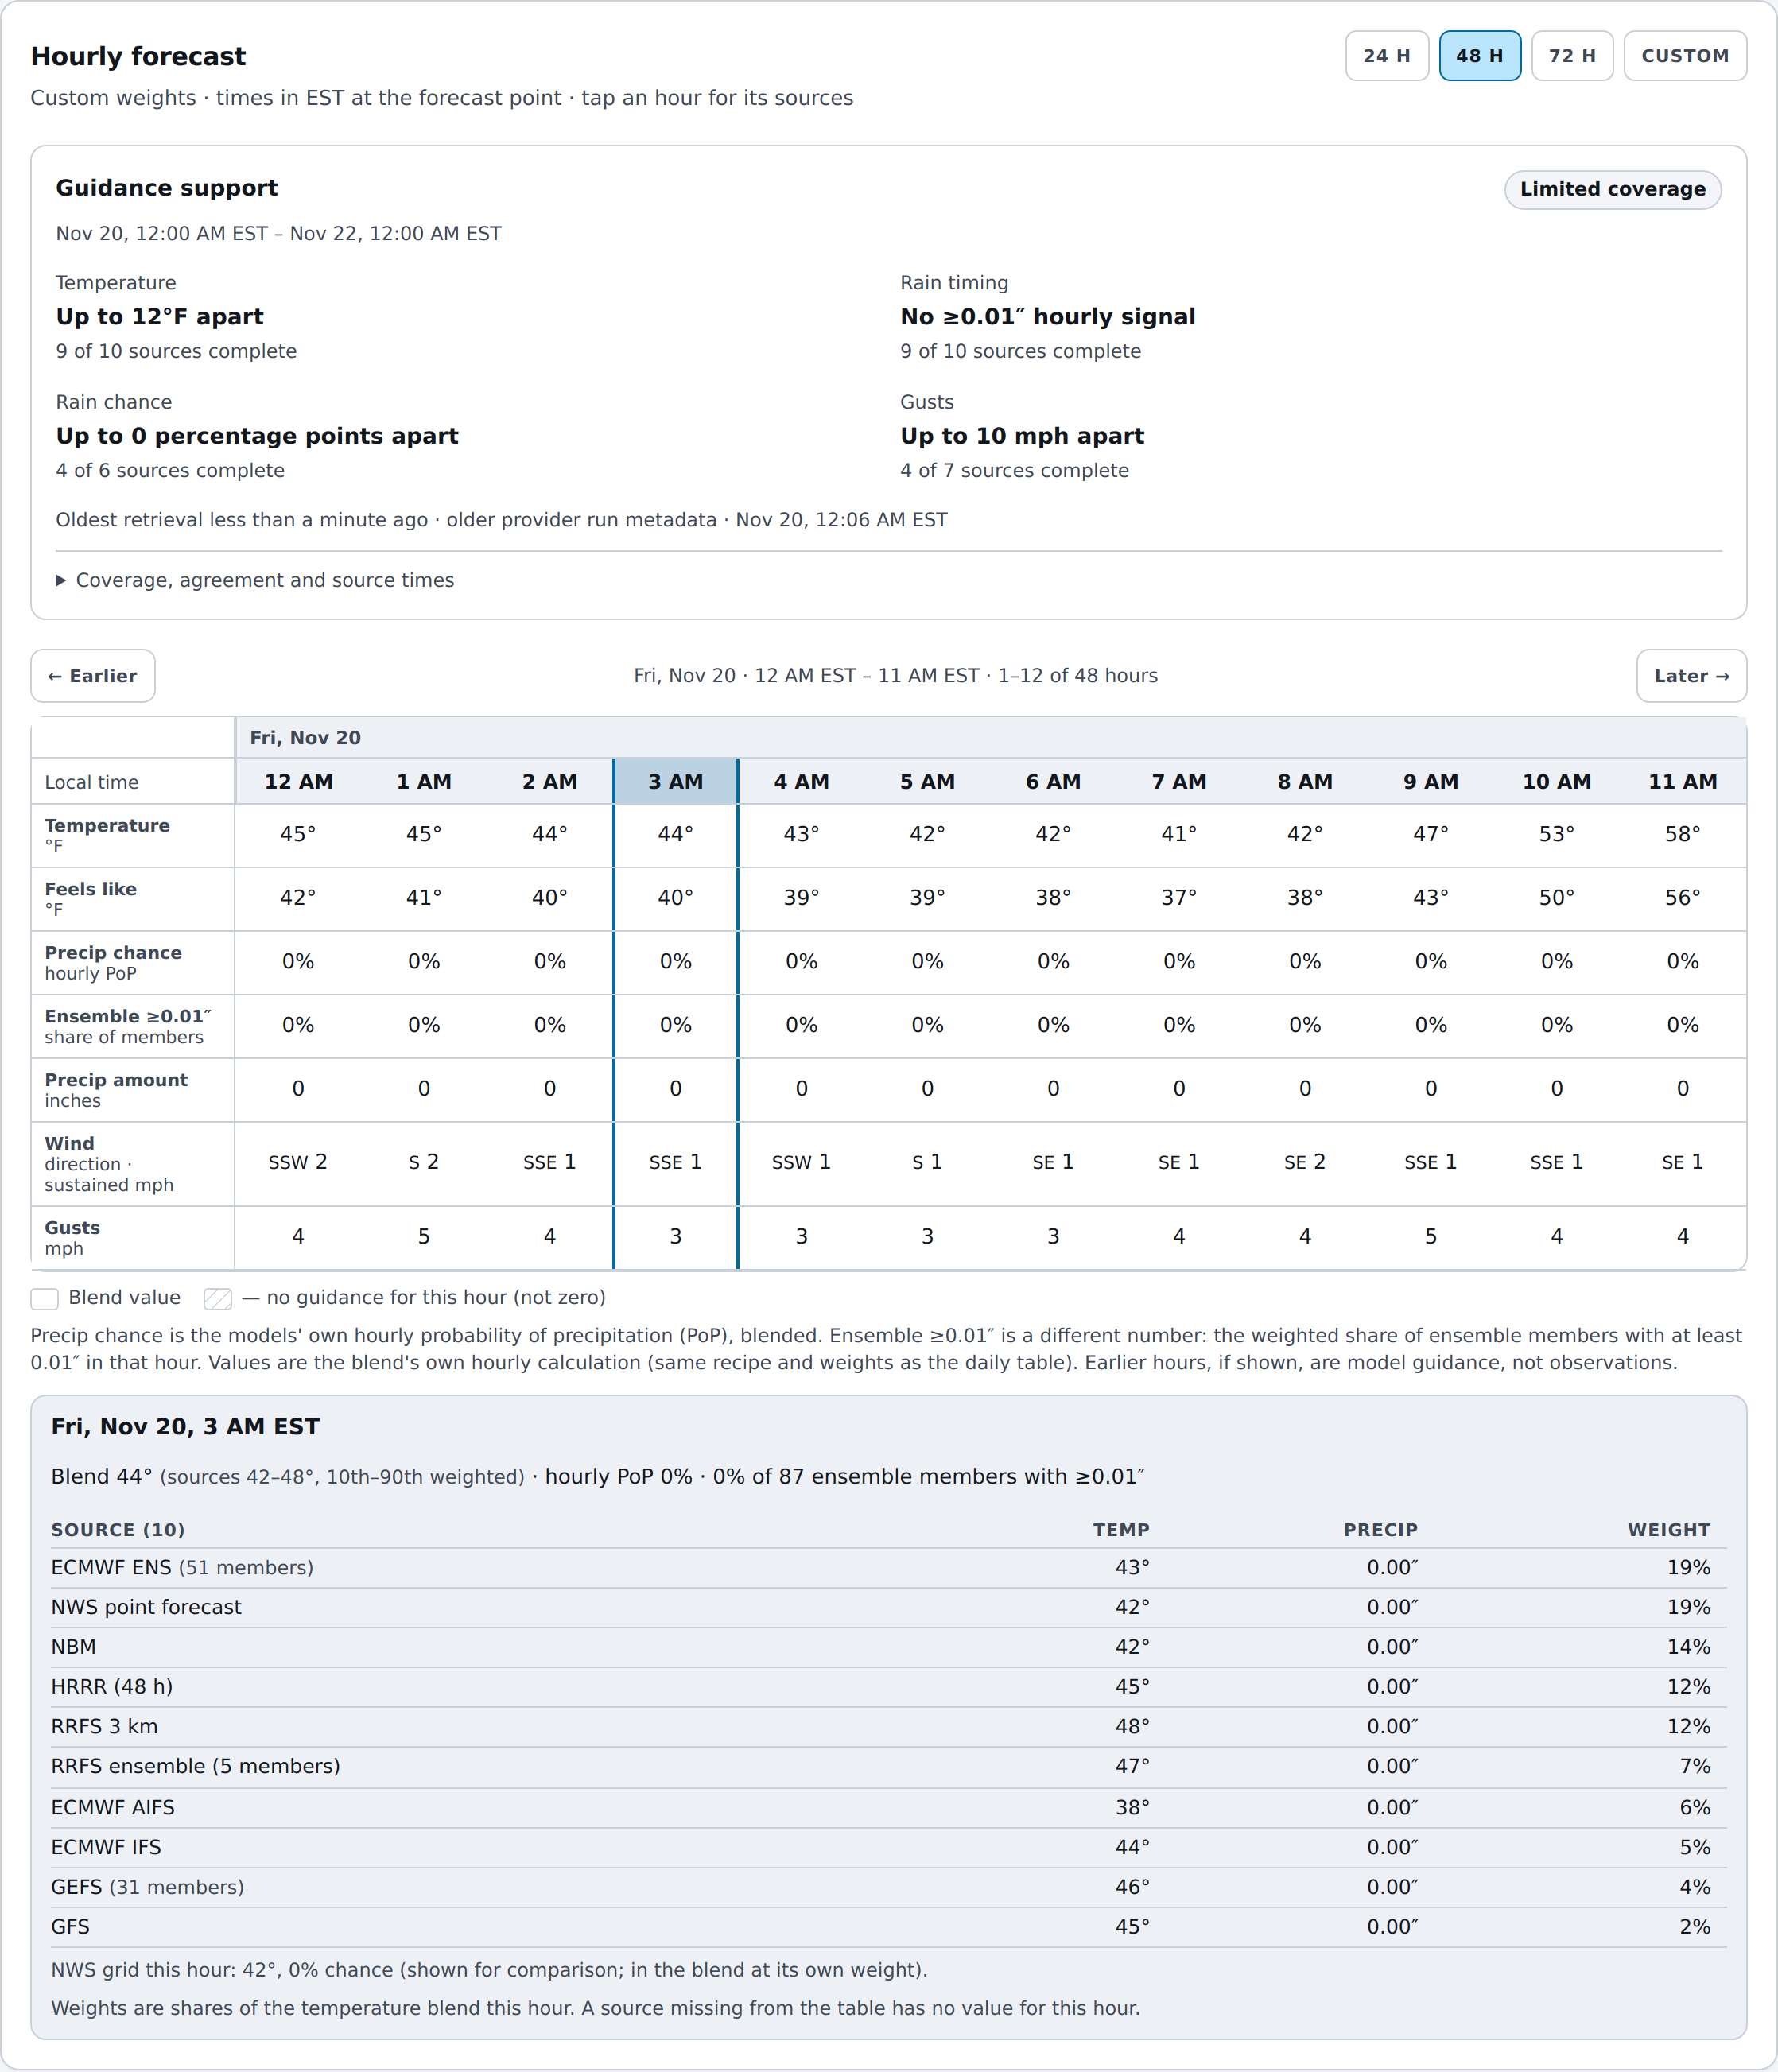 Hourly forecast
24 H 48 H 72 H CUSTOM
Custom weights · times in EST at the forecast point · tap an hour for its sources
Guidance support
Limited coverage
Nov 20, 12:00 AM EST – Nov 22, 12:00 AM EST
Temperature Rain timing
Up to 12°F apart No ≥0.01″ hourly signal
9 of 10 sources complete 9 of 10 sources complete
Rain chance Gusts
Up to 0 percentage points apart Up to 10 mph apart
4 of 6 sources complete 4 of 7 sources complete
Oldest retrieval less than a minute ago · older provider run metadata · Nov 20, 12:06 AM EST
▶ Coverage, agreement and source times
← Earlier Fri, Nov 20 · 12 AM EST – 11 AM EST · 1–12 of 48 hours Later →
Fri, Nov 20
Local time 12 AM 1 AM 2 AM 3 AM 4 AM 5 AM 6 AM 7 AM 8 AM 9 AM 10 AM 11 AM
Temperature
°F 45° 45° 44° 44° 43° 42° 42° 41° 42° 47° 53° 58°
Feels like
°F 42° 41° 40° 40° 39° 39° 38° 37° 38° 43° 50° 56°
Precip chance
hourly PoP 0% 0% 0% 0% 0% 0% 0% 0% 0% 0% 0% 0%
Ensemble ≥0.01″
share of members 0% 0% 0% 0% 0% 0% 0% 0% 0% 0% 0% 0%
Precip amount
inches 0 0 0 0 0 0 0 0 0 0 0 0
Wind
direction ·
sustained mph SSW 2 S 2 SSE 1 SSE 1 SSW 1 S 1 SE 1 SE 1 SE 2 SSE 1 SSE 1 SE 1
Gusts
mph 4 5 4 3 3 3 3 4 4 5 4 4
Blend value — no guidance for this hour (not zero)
Precip chance is the models' own hourly probability of precipitation (PoP), blended. Ensemble ≥0.01″ is a different number: the weighted share of ensemble members with at least
0.01″ in that hour. Values are the blend's own hourly calculation (same recipe and weights as the daily table). Earlier hours, if shown, are model guidance, not observations.
Fri, Nov 20, 3 AM EST
Blend 44° (sources 42–48°, 10th–90th weighted) · hourly PoP 0% · 0% of 87 ensemble members with ≥0.01″
SOURCE (10) TEMP PRECIP WEIGHT
ECMWF ENS (51 members) 43° 0.00″ 19%
NWS point forecast 42° 0.00″ 19%
NBM 42° 0.00″ 14%
HRRR (48 h) 45° 0.00″ 12%
RRFS 3 km 48° 0.00″ 12%
RRFS ensemble (5 members) 47° 0.00″ 7%
ECMWF AIFS 38° 0.00″ 6%
ECMWF IFS 44° 0.00″ 5%
GEFS (31 members) 46° 0.00″ 4%
GFS 45° 0.00″ 2%
NWS grid this hour: 42°, 0% chance (shown for comparison; in the blend at its own weight).
Weights are shares of the temperature blend this hour. A source missing from the table has no value for this hour.